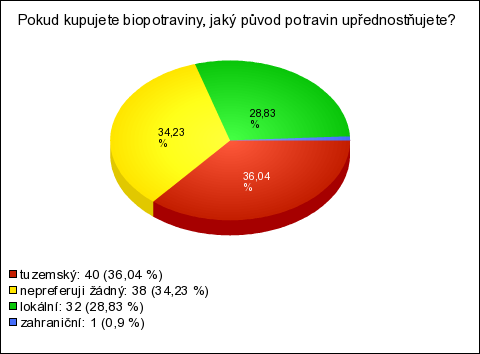 Pokud kupujete biopotraviny, jaký původ potravin upřednostňujete?
28,83
%
34,23
%
36,04
%
tuzemský: 40 (36,04 %)
nepreferuji žádný: 38 (34,23 %)
lokální: 32 (28,83 %)
zahraniční: 1 (0,9 %)